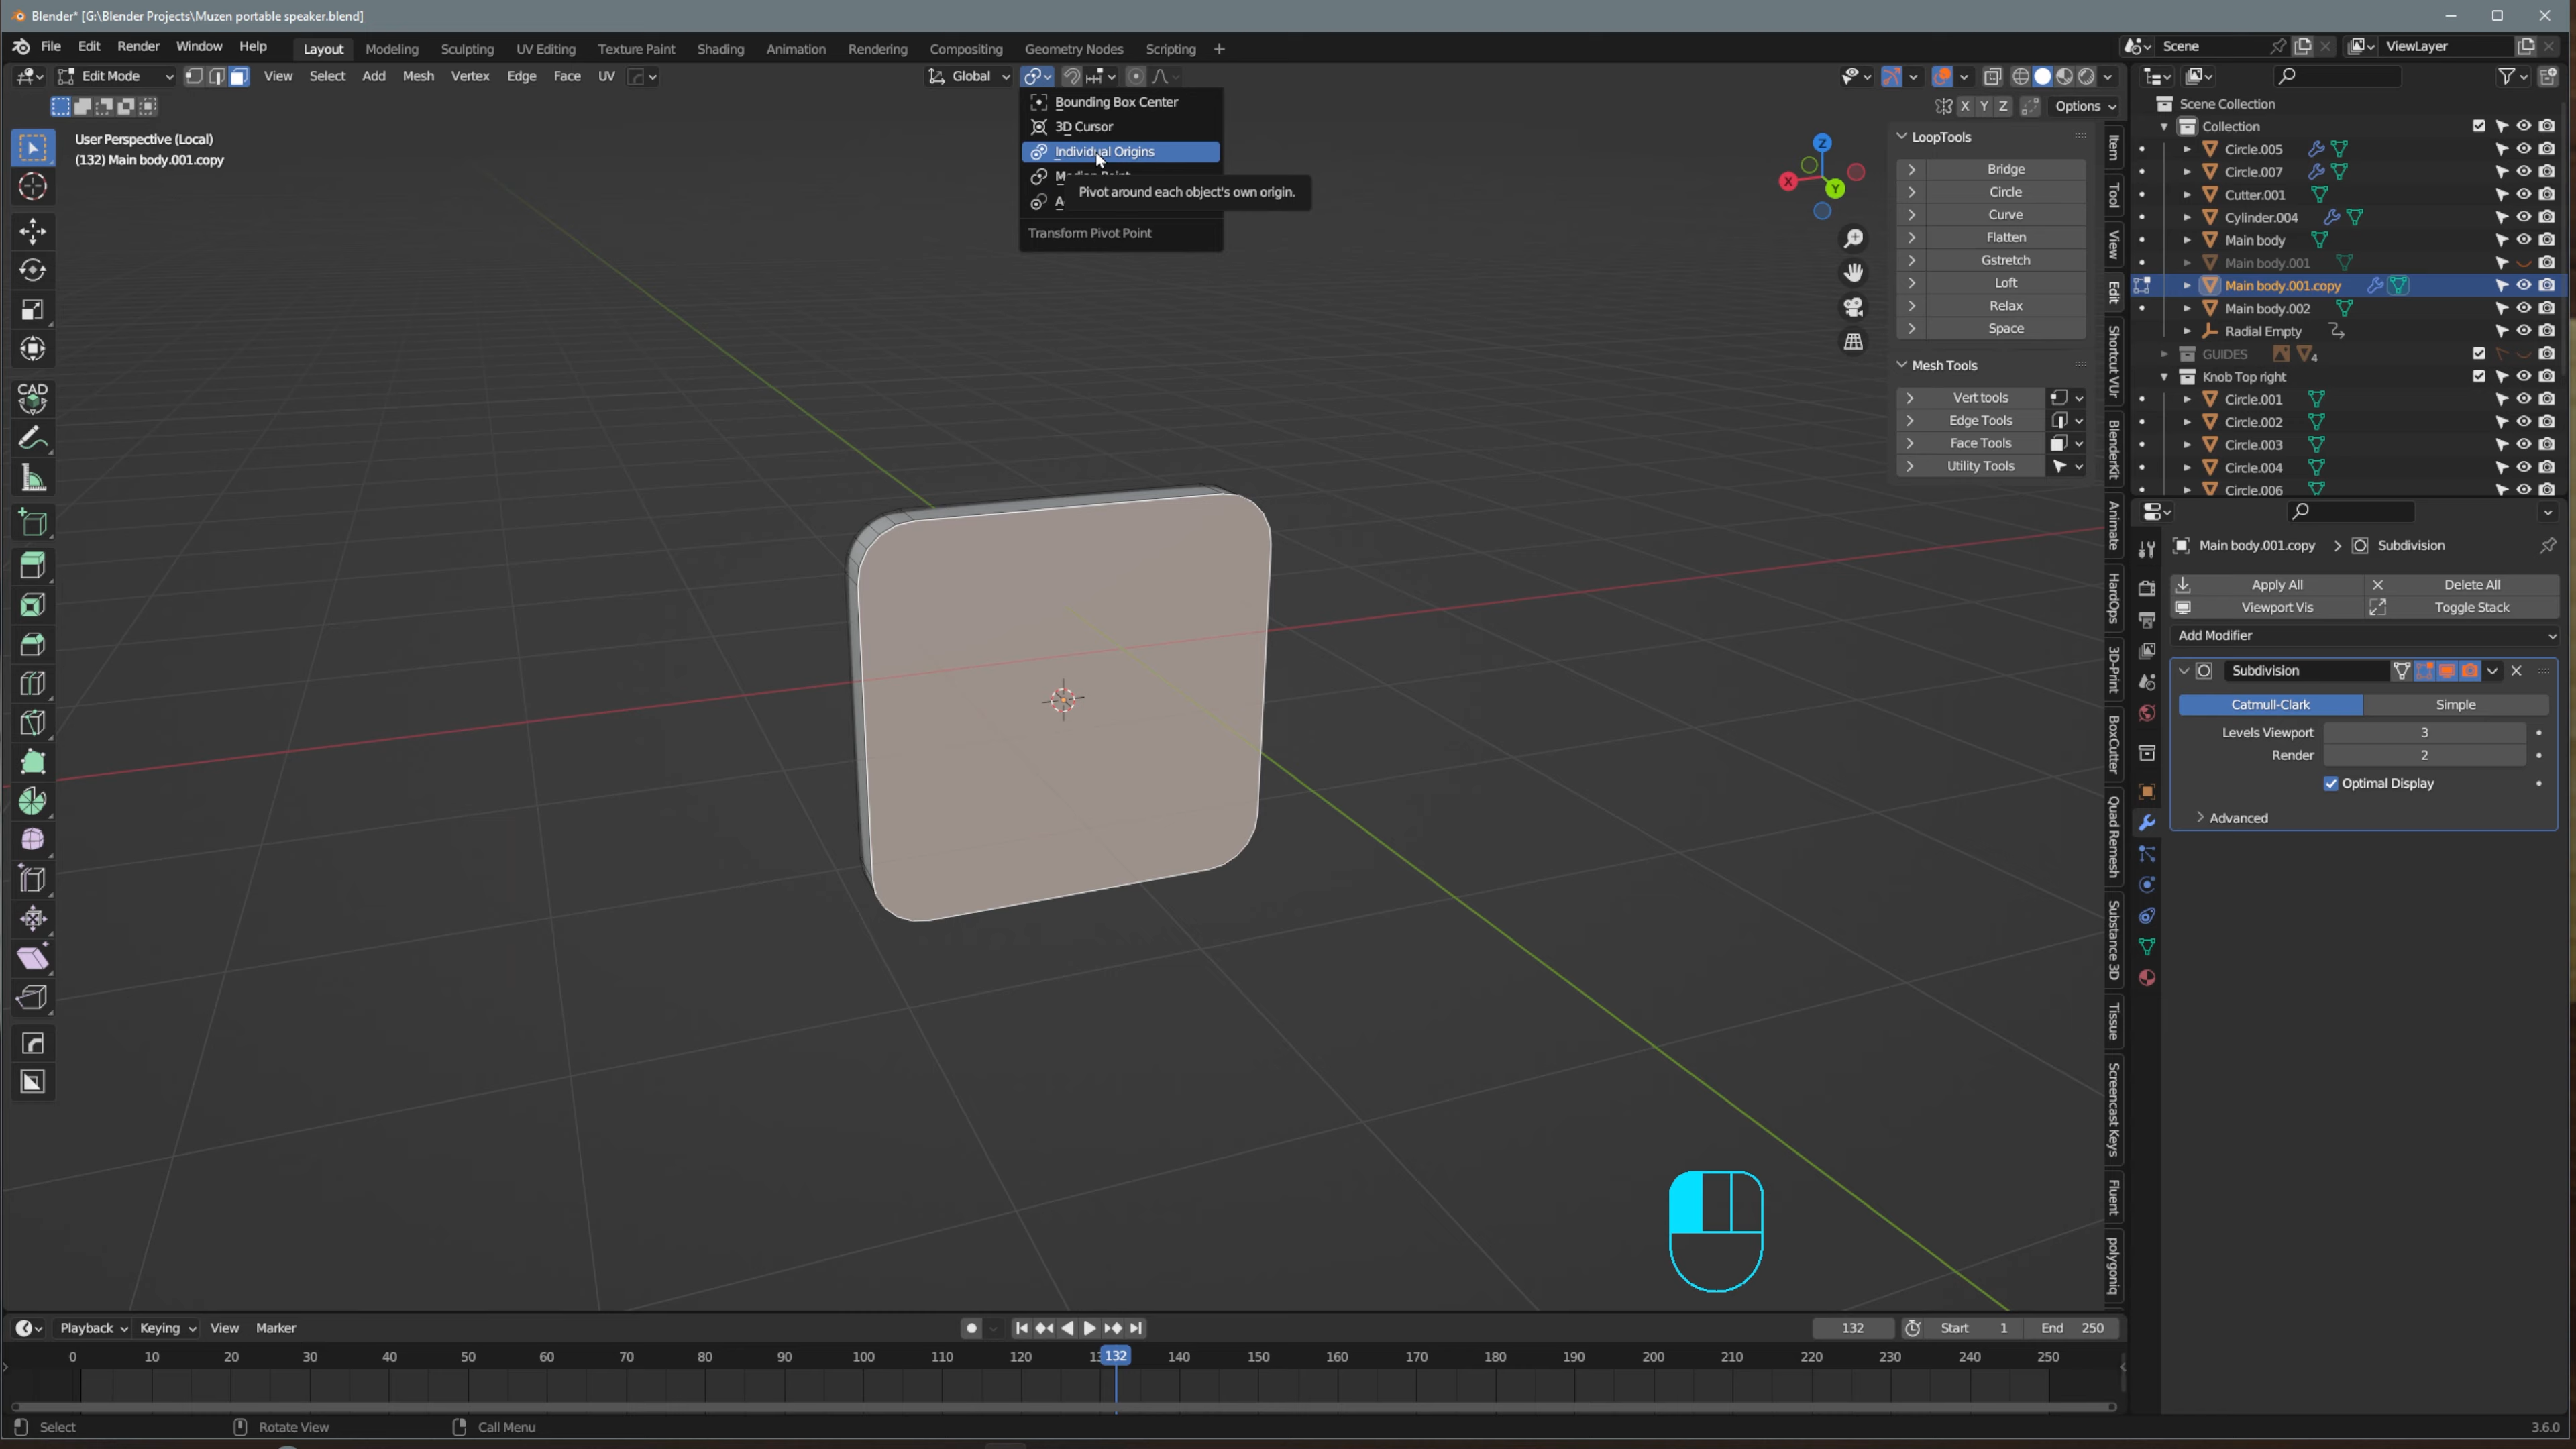 Blender* [G:\Blender Projects\Muzen portable speaker.blend]
File Edit Render Window Help Layout Modeling Sculpting UV Editing Texture Paint Shading Animation Rendering Compositing Geometry Nodes Scripting + Scene ViewLayer
Edit Mode View Select Add Mesh Vertex Edge Face UV Global
X Y Z Options
User Perspective (Local)
(132) Main body.001.copy
Bounding Box Center
3D Cursor
Individual Origins
Pivot around each object's own origin.
A
Transform Pivot Point
Z
X
Y
CAD
LoopTools
Bridge
Circle
Curve
Flatten
Gstretch
Loft
Relax
Space
Mesh Tools
Vert tools
Edge Tools
Face Tools
Utility Tools
Item
Tool
View
Edit
Shortcut VUr
BlenderKit
Animate
HardOps
3D-Print
BoxCutter
Quad Remesh
Substance 3D
Tissue
Screencast Keys
Fluent
polygoniq
Scene Collection
Collection
Circle.005
Circle.007
Cutter.001
Cylinder.004
Main body
Main body.001
Main body.001.copy
Main body.002
Radial Empty
GUIDES 4
Knob Top right
Circle.001
Circle.002
Circle.003
Circle.004
Circle.006
Main body.001.copy > Subdivision
Apply All Delete All
Viewport Vis Toggle Stack
Add Modifier
Subdivision
Catmull-Clark Simple
Levels Viewport 3
Render 2
Optimal Display
Advanced
Playback Keying View Marker 132 Start 1 End 250
0 10 20 30 40 50 60 70 80 90 100 110 120 132 140 150 160 170 180 190 200 210 220 230 240 250
Select Rotate View Call Menu 3.6.0